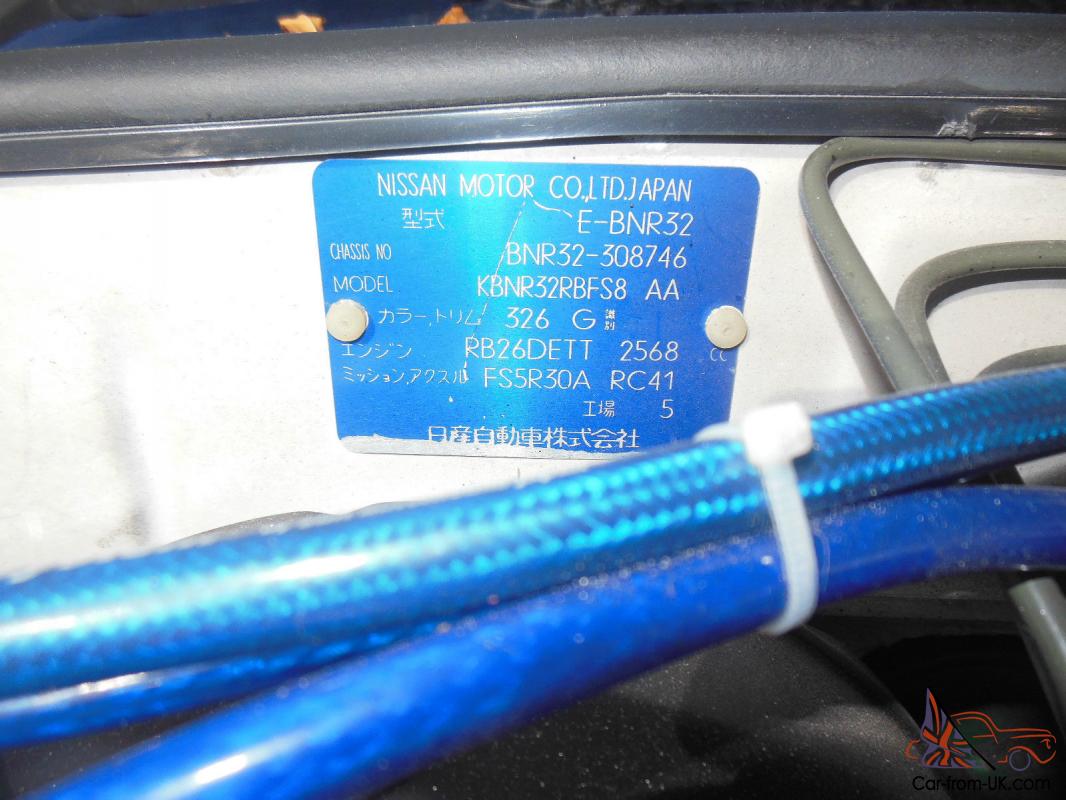 NISSAN MOTOR CO.,LTD.JAPAN
型式 E-BNR32
CHASSIS NO BNR32-308746
MODEL KBNR32RBFS8 AA
カラー,トリム 326 G 識別
エンジン RB26DETT 2568 CC
ミッション,アクスル FS5R30A RC41
工場 5
日産自動車株式会社
Car-from-UK.com